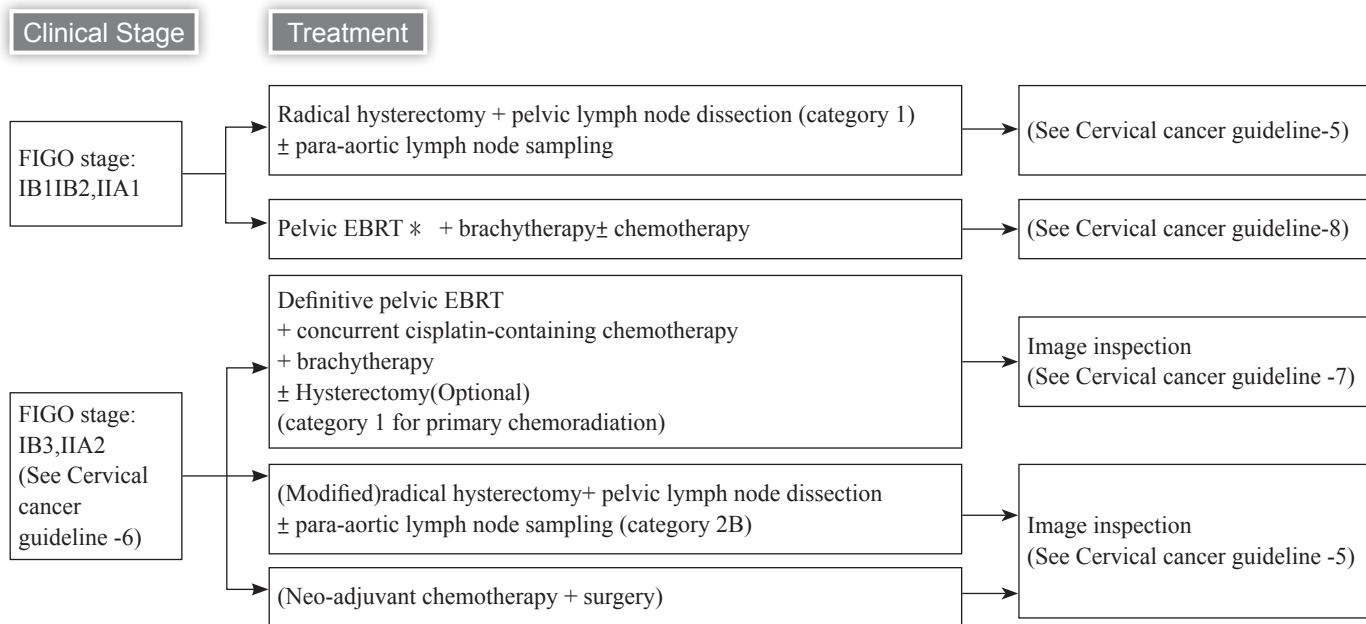 Clinical Stage
Treatment
FIGO stage:
IB1IB2,IIA1
Radical hysterectomy + pelvic lymph node dissection (category 1)
± para-aortic lymph node sampling
(See Cervical cancer guideline-5)
Pelvic EBRT * + brachytherapy± chemotherapy
(See Cervical cancer guideline-8)
FIGO stage:
IB3,IIA2
(See Cervical
cancer
guideline -6)
Definitive pelvic EBRT
+ concurrent cisplatin-containing chemotherapy
+ brachytherapy
± Hysterectomy(Optional)
(category 1 for primary chemoradiation)
Image inspection
(See Cervical cancer guideline -7)
(Modified)radical hysterectomy+ pelvic lymph node dissection
± para-aortic lymph node sampling (category 2B)
(Neo-adjuvant chemotherapy + surgery)
Image inspection
(See Cervical cancer guideline -5)